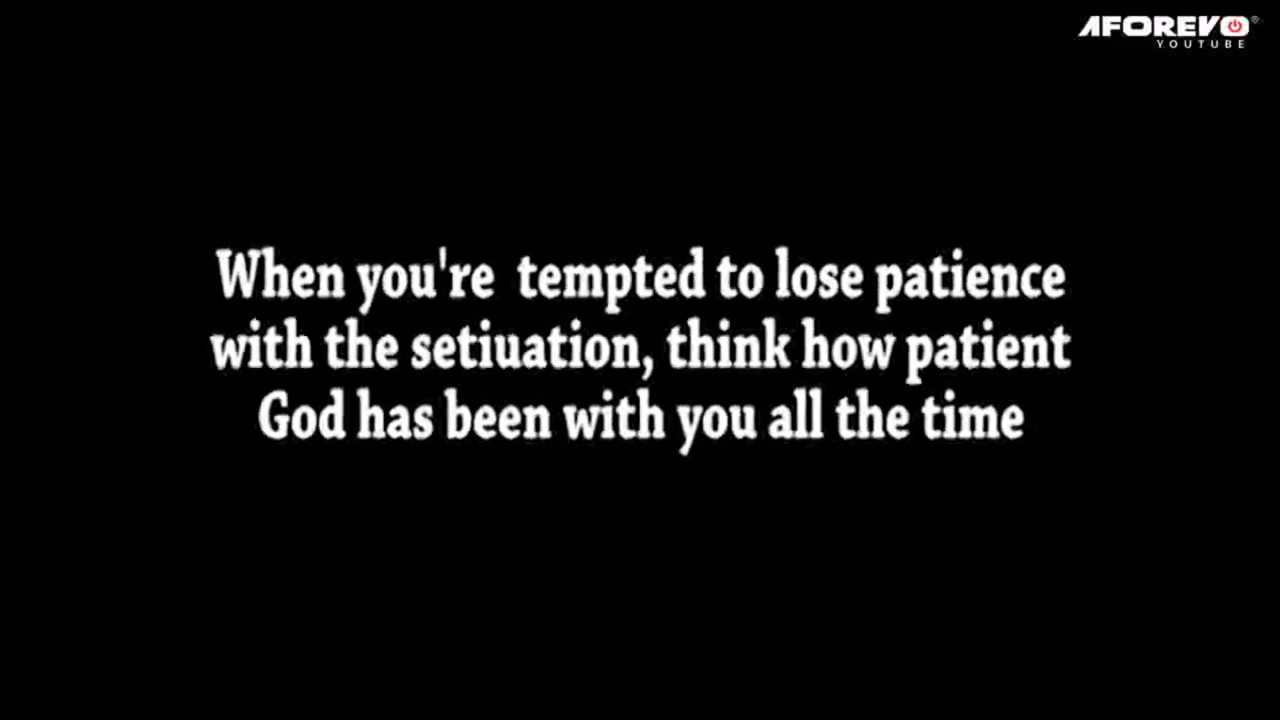 AFOREVO
YOUTUBE
When you're  tempted to lose patience
with the setiuation, think how patient
God has been with you all the time